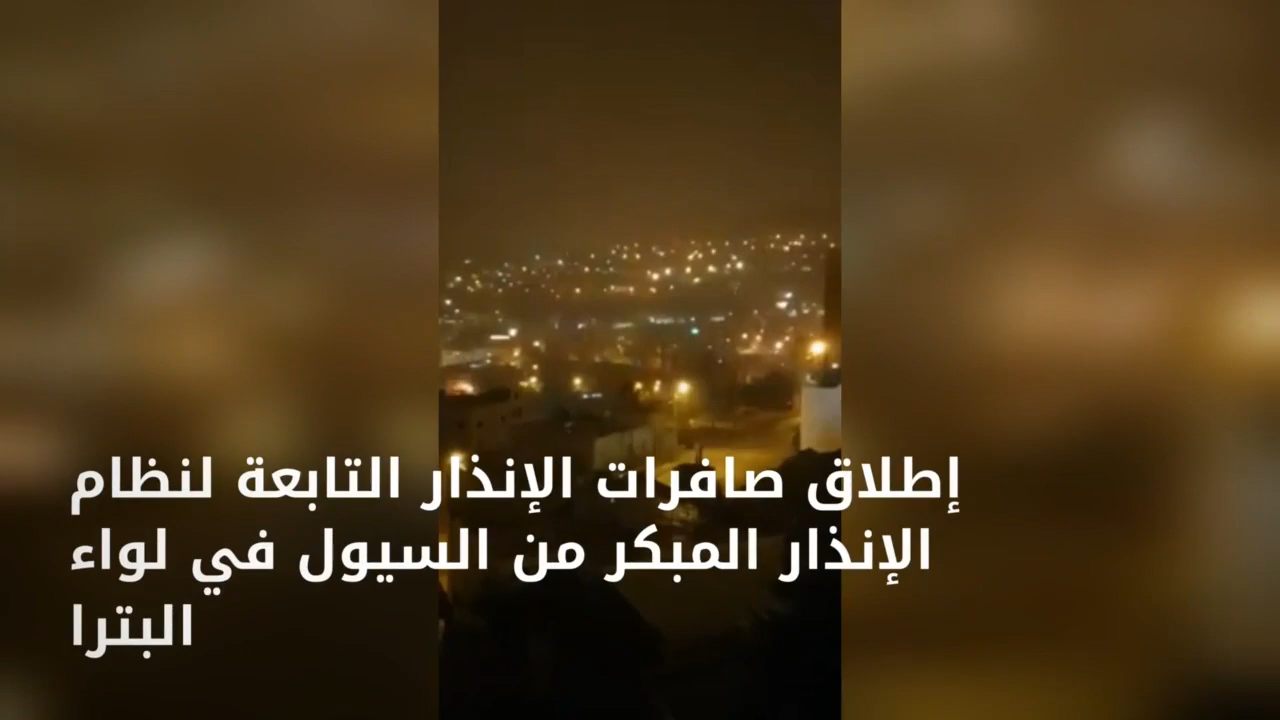 إطلاق صافرات الإنذار التابعة لنظام
الإنذار المبكر من السيول في لواء
البترا